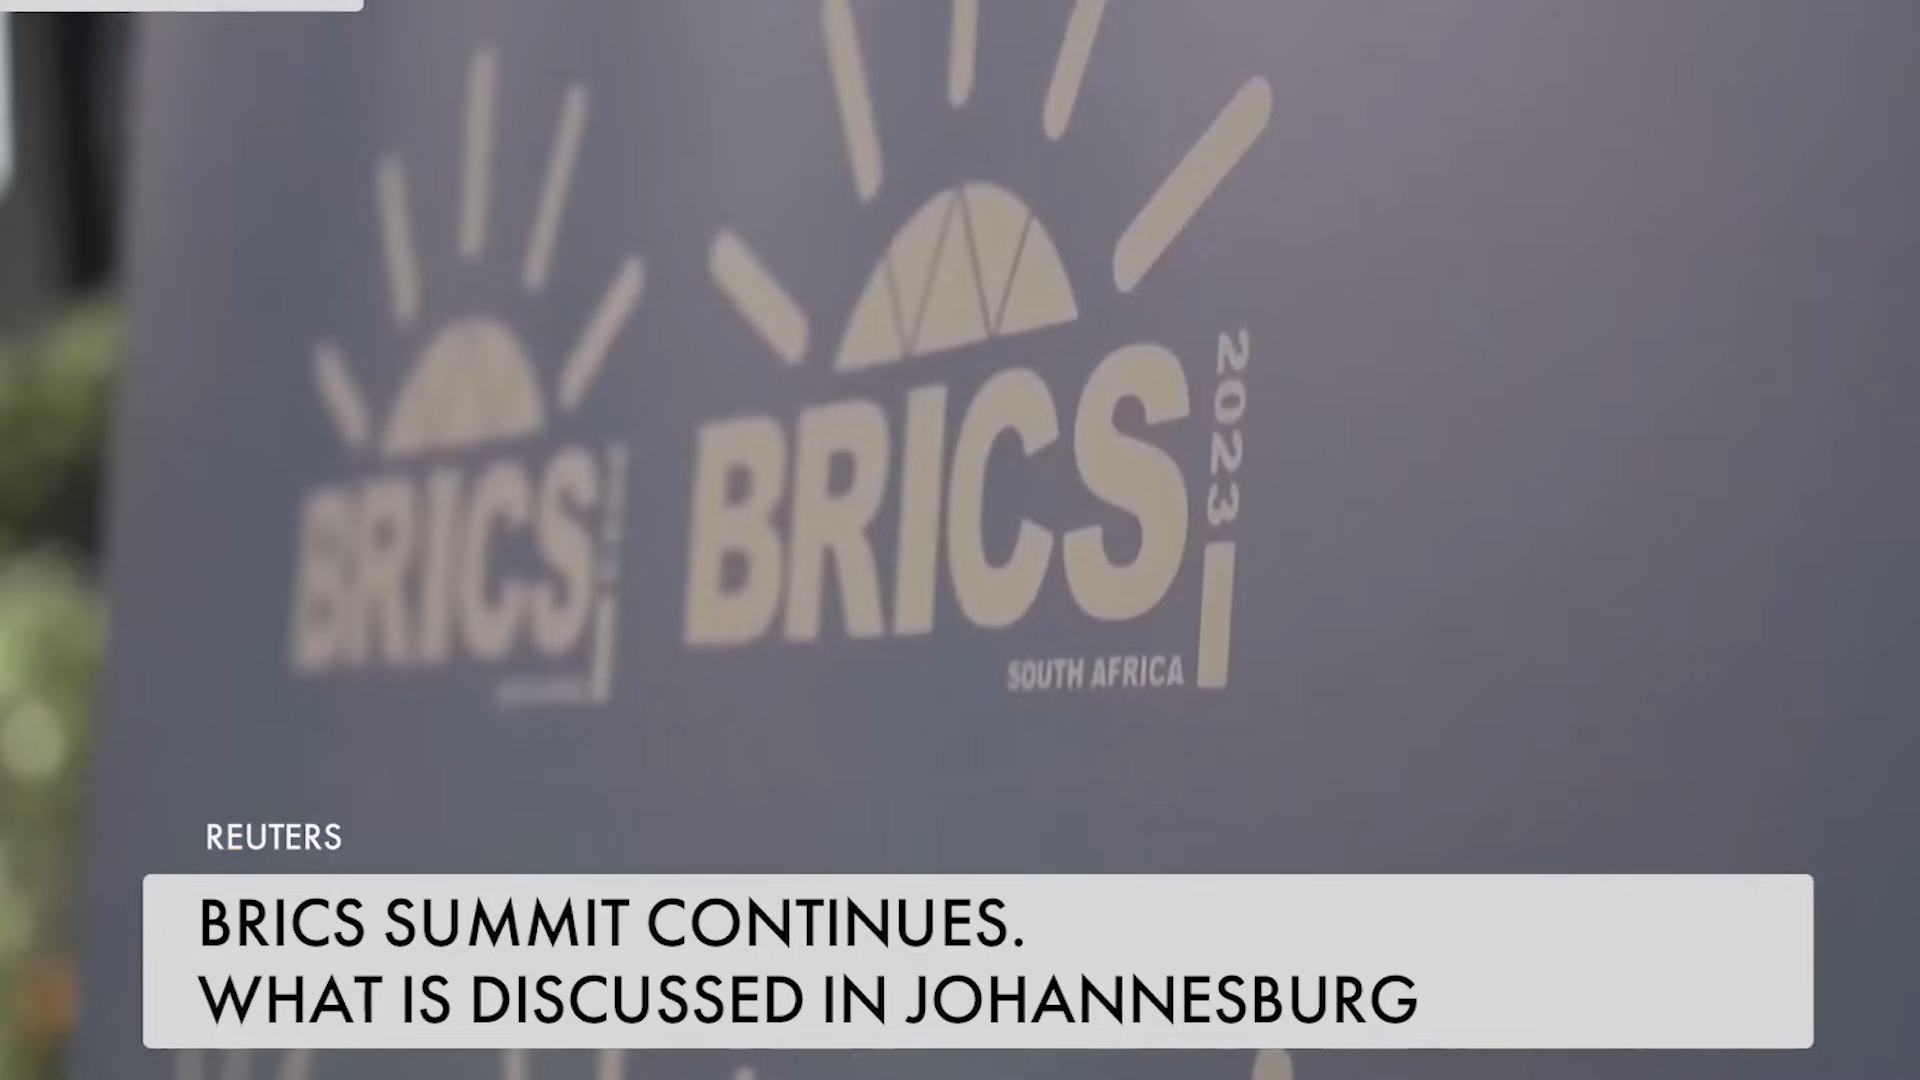 BRICS
2023
SOUTH AFRICA
BRICS
REUTERS
BRICS SUMMIT CONTINUES.
WHAT IS DISCUSSED IN JOHANNESBURG